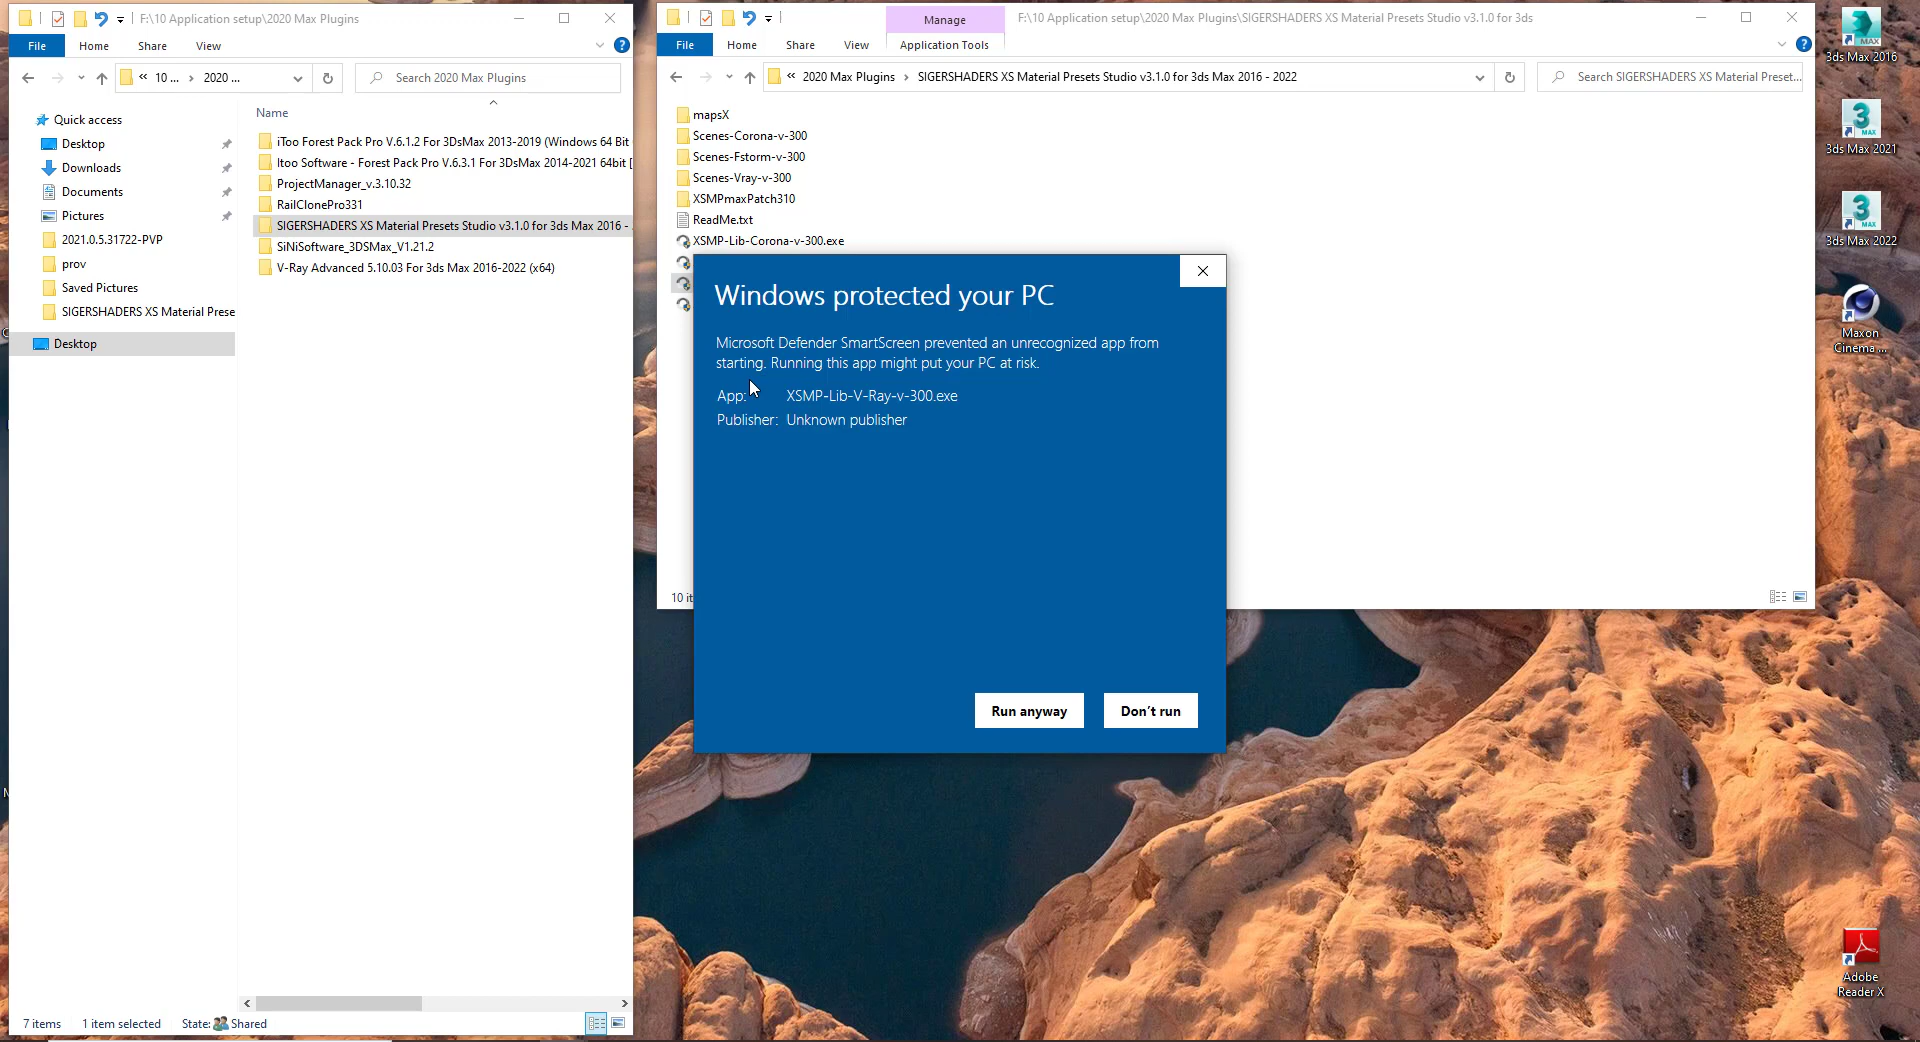 F:\10 Application setup\2020 Max Plugins
File
Home
Share
View
10 ...
2020 ...
Search 2020 Max Plugins
Quick access
Desktop
Downloads
Documents
Pictures
2021.0.5.31722-PVP
prov
Saved Pictures
SIGERSHADERS XS Material Prese
Desktop
Name
iToo Forest Pack Pro V.6.1.2 For 3DsMax 2013-2019 (Windows 64 Bit
Itoo Software - Forest Pack Pro V.6.3.1 For 3DsMax 2014-2021 64bit [
ProjectManager_v.3.10.32
RailClonePro331
SIGERSHADERS XS Material Presets Studio v3.1.0 for 3ds Max 2016 -
SiNiSoftware_3DSMax_V1.21.2
V-Ray Advanced 5.10.03 For 3ds Max 2016-2022 (x64)
7 items
1 item selected
State:
Shared
Manage
F:\10 Application setup\2020 Max Plugins\SIGERSHADERS XS Material Presets Studio v3.1.0 for 3ds
File
Home
Share
View
Application Tools
2020 Max Plugins
SIGERSHADERS XS Material Presets Studio v3.1.0 for 3ds Max 2016 - 2022
Search SIGERSHADERS XS Material Preset...
mapsX
Scenes-Corona-v-300
Scenes-Fstorm-v-300
Scenes-Vray-v-300
XSMPmaxPatch310
ReadMe.txt
XSMP-Lib-Corona-v-300.exe
10 it
Windows protected your PC
Microsoft Defender SmartScreen prevented an unrecognized app from
starting. Running this app might put your PC at risk.
App: XSMP-Lib-V-Ray-v-300.exe
Publisher: Unknown publisher
Run anyway
Don't run
MAX
3ds Max 2016
3
MAX
3ds Max 2021
3
MAX
3ds Max 2022
Maxon
Cinema ...
Adobe
Reader X